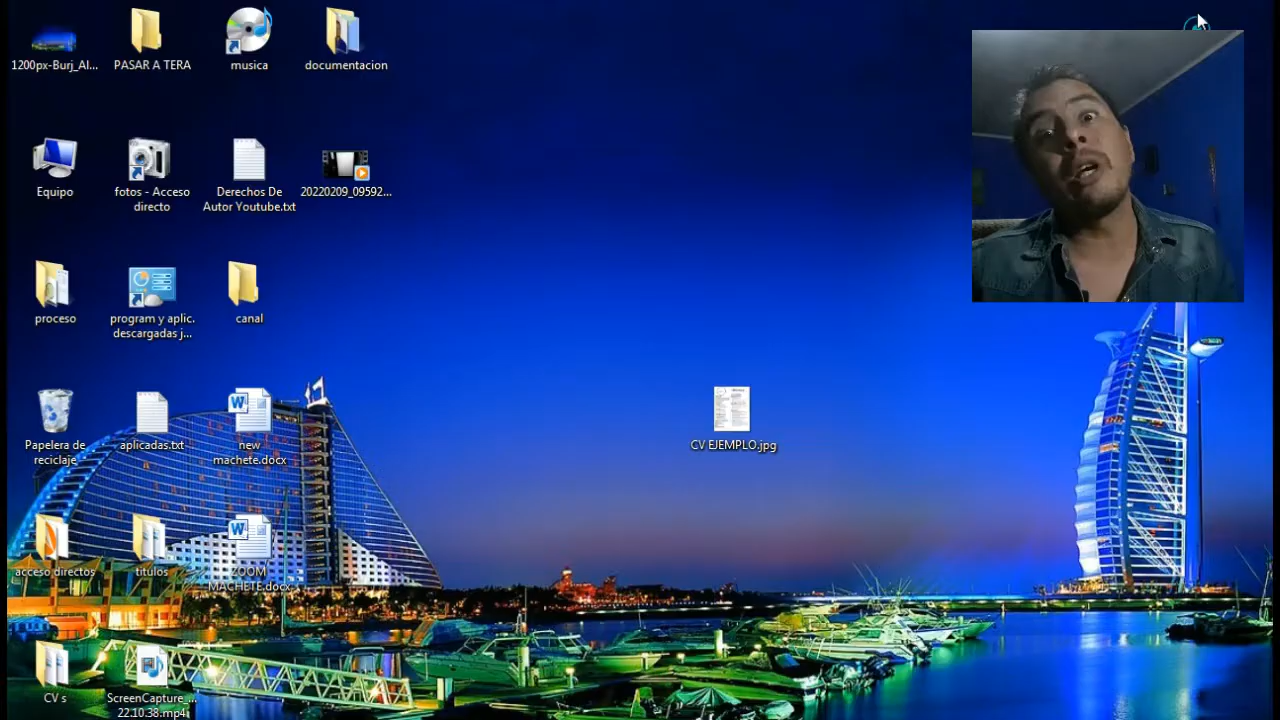 1200px-Burj_Al...
PASAR A TERA
musica
documentacion
Equipo
fotos - Acceso
directo
Derechos De
Autor Youtube.txt
20220209_09592...
proceso
program y aplic.
descargadas j...
canal
Papelera de
reciclaje
aplicadas.txt
new
machete.docx
CV EJEMPLO.jpg
acceso directos
titulos
ZOOM
MACHETE.docx
CV s
ScreenCapture_...
22.10.38.mp4